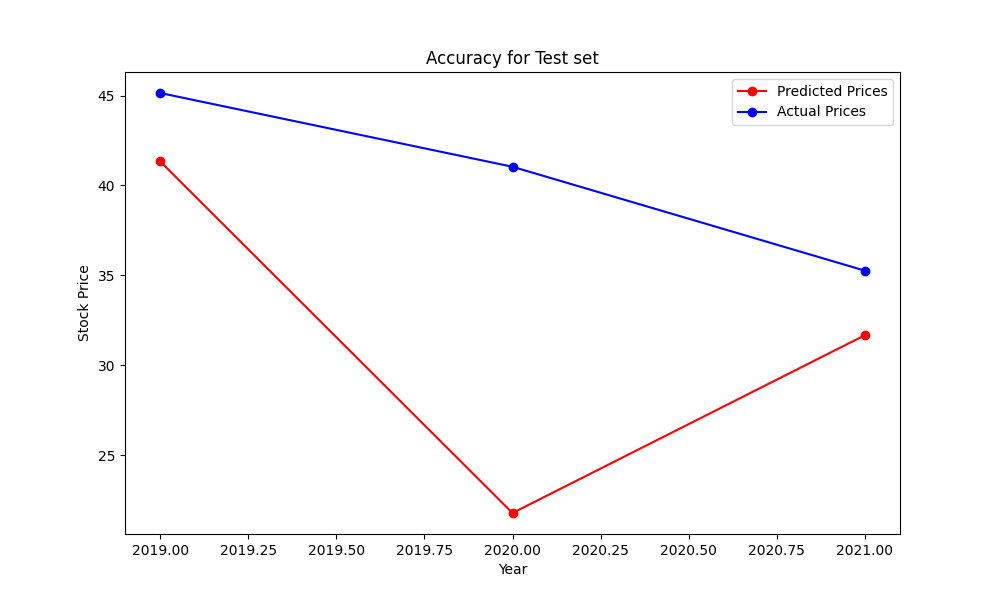 Accuracy for Test set
Predicted Prices
Actual Prices
45
40
35
30
25
Stock Price
2019.00 2019.25 2019.50 2019.75 2020.00 2020.25 2020.50 2020.75 2021.00
Year